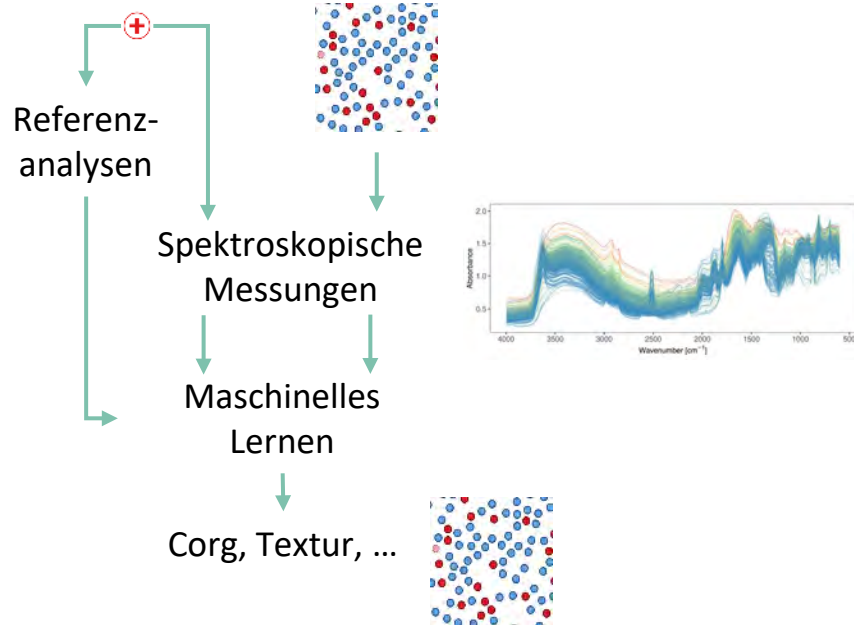 Referenz-
analysen
Spektroskopische
Messungen
2.0
1.5
1.0
0.5
Absorbance
4000 3500 3000 2500 2000 1500 1000 500
Wavenumber [cm⁻¹]
Maschinelles
Lernen
Corg, Textur, ...